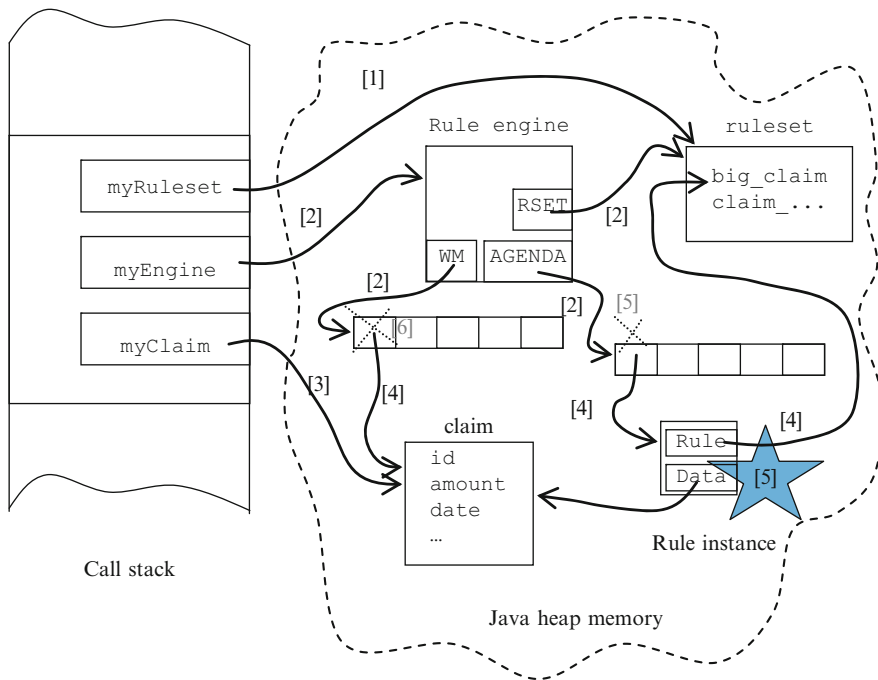 [1]
Rule engine
ruleset
myRuleset
big_claim
claim_...
RSET
[2]
[2]
myEngine
WM
AGENDA
[2]
[2]
[5]
[6]
myClaim
[3]
[4]
[4]
[4]
claim
Rule
id
amount
date
…
Data
[5]
Rule instance
Call stack
Java heap memory